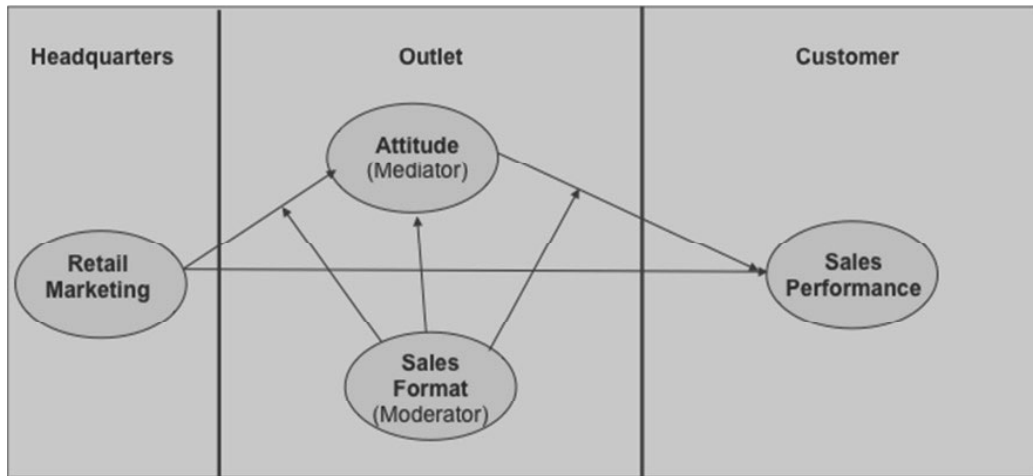 Headquarters
Outlet
Customer
Attitude
(Mediator)
Retail
Marketing
Sales
Performance
Sales
Format
(Moderator)